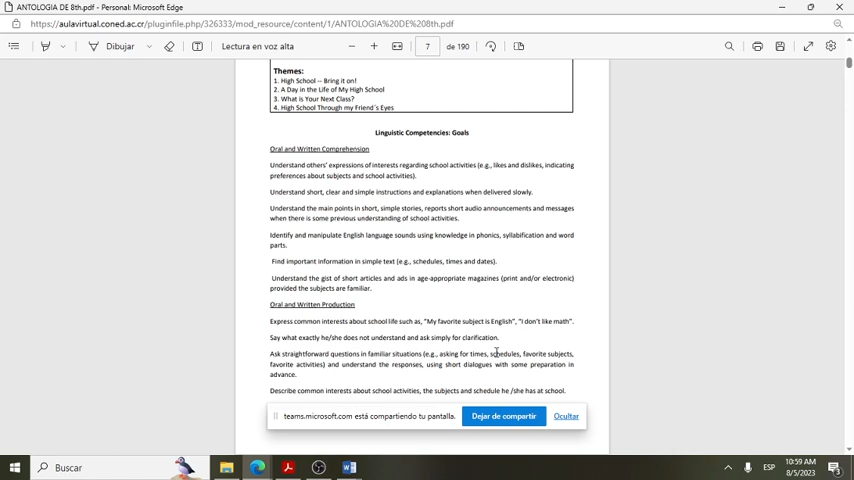 ANTOLOGIA DE 8th.pdf - Personal: Microsoft Edge
https://aulavirtual.coned.ac.cr/pluginfile.php/326333/mod_resource/content/1/ANTOLOGIA%20DE%208th.pdf
Dibujar
Lectura en voz alta
7
de 190
Themes:
1. High School -- Bring it on!
2. A Day in the Life of My High School
3. What is Your Next Class?
4. High School Through my Friend´s Eyes
Linguistic Competencies: Goals
Oral and Written Comprehension
Understand others' expressions of interests regarding school activities (e.g., likes and dislikes, indicating
preferences about subjects and school activities).
Understand short, clear and simple instructions and explanations when delivered slowly.
Understand the main points in short, simple stories, reports short audio announcements and messages
when there is some previous understanding of school activities.
Identify and manipulate English language sounds using knowledge in phonics, syllabification and word
parts.
Find important information in simple text (e.g., schedules, times and dates).
Understand the gist of short articles and ads in age-appropriate magazines (print and/or electronic)
provided the subjects are familiar.
Oral and Written Production
Express common interests about school life such as, "My favorite subject is English", "I don't like math".
Say what exactly he/she does not understand and ask simply for clarification.
Ask straightforward questions in familiar situations (e.g., asking for times, schedules, favorite subjects,
favorite activities) and understand the responses, using short dialogues with some preparation in
advance.
Describe common interests about school activities, the subjects and schedule he /she has at school.
teams.microsoft.com está compartiendo tu pantalla.
Dejar de compartir
Ocultar
Buscar
ESP
10:59 AM
8/5/2023
3